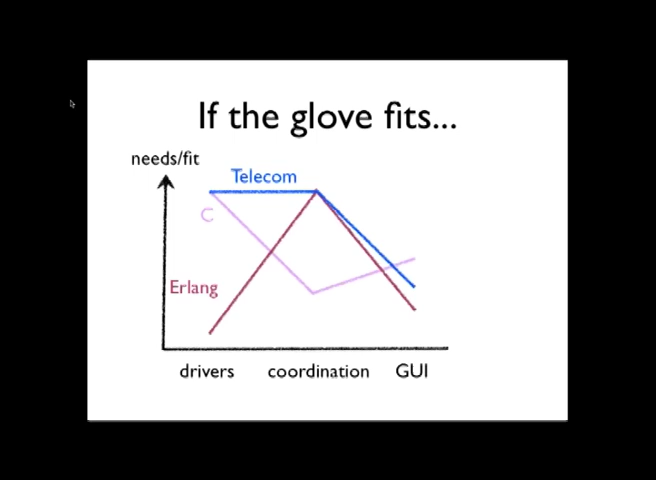 If the glove fits...
needs/fit
Telecom
C
Erlang
drivers coordination GUI